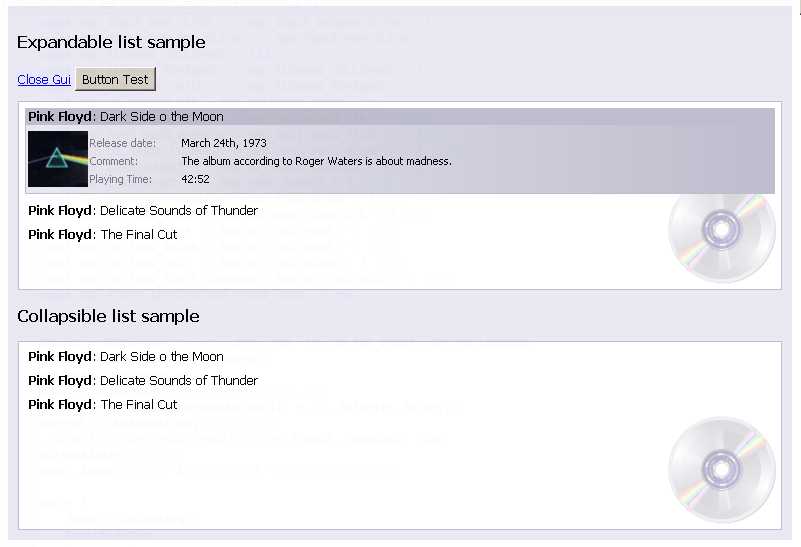 Expandable list sample
Close Gui Button Test
Pink Floyd: Dark Side o the Moon
Release date: March 24th, 1973
Comment: The album according to Roger Waters is about madness.
Playing Time: 42:52
Pink Floyd: Delicate Sounds of Thunder
Pink Floyd: The Final Cut
Collapsible list sample
Pink Floyd: Dark Side o the Moon
Pink Floyd: Delicate Sounds of Thunder
Pink Floyd: The Final Cut